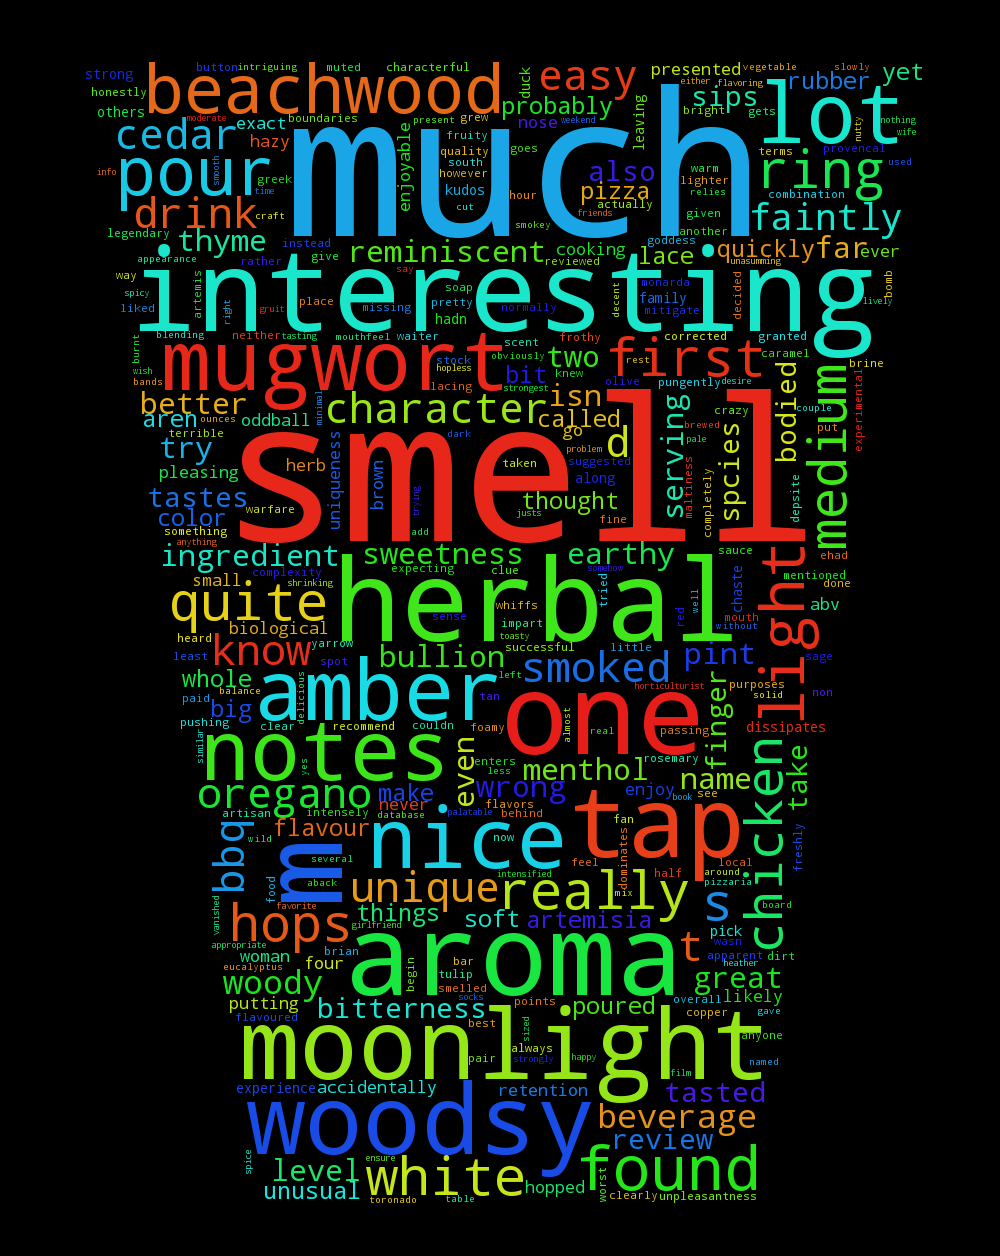 button intriguing muted characterful
strong beachwood duck easy presented vegetable slowly
honestly probably either flavoring rubber yet
others moderate boundaries present grew leaving sips lot
cedar exact much nose weekend bright gets nothing
hazy fruity goes terms nutty wife
pour smooth enjoyable quality south also warm ring provencal
info greek however pizza lighter combination used
time kudos hour actually relies
drink craft cut friends given faintly
legendary smokey another
thyme instead reminiscent cooking goddess quickly far ever
appearance rather give reviewed lace unassuming
way interesting say soap monarda bomb
spicy artemis place pretty decent family decided lively
liked right gruit missing hadn normally mitigate
blending neither tasting mouthfeel waiter scent frothy corrected granted
burnt mugwort obviously two first caramel
wish stock knew rest brine
bands lacing bit olive pungently desire
better ounces minimal hopless strongest isn crazy couple
aren oddball character called brewed put experimental
terrible dark go d pale bodied medium
try smell problem serving
pleasing herb taken suggested spcies
tastes uniqueness brown trying along maltiness completely depsite
color warfare thought
something add justs fine
anything ingredient sweetness earthy sauce ehad
complexity expecting clue somehow mentioned
small shrinking herbal tried chaste done
quite whiffs well abv
biological impart red mouth
heard yarrow sense toasty successful without light
know least spot bullion little pint sage
whole left smoked horticulturist
paid balance delicious amber tan one purposes non
big almost solid
pushing clear recommend couldn foamy real passing dissipates
similar notes yes enters less rosemary finger
even menthol name chicken take
oregano make wrong enjoy see
artisan intensely never database palatable flavors book
bbq wild flavour behind tap freshly
several nice now fan
m feel dominates local
food aback intensified half around pizzaria
unique really mix
vanished favorite things soft artemisia s board
hops girlfriend pick
appropriate t wasn
woman brian aroma apparent dirt
eucalyptus four bar heather
woody begin tulip great
smelled socks overall likely
putting bitterness points poured
flavoured best sized copper gave
moonlight always anyone
pair strongly happy named
film
experience accidentally retention tasted
woodsy beverage
review
spice ensure found
level white worst
unusual hopped clearly unpleasantness
toronado table